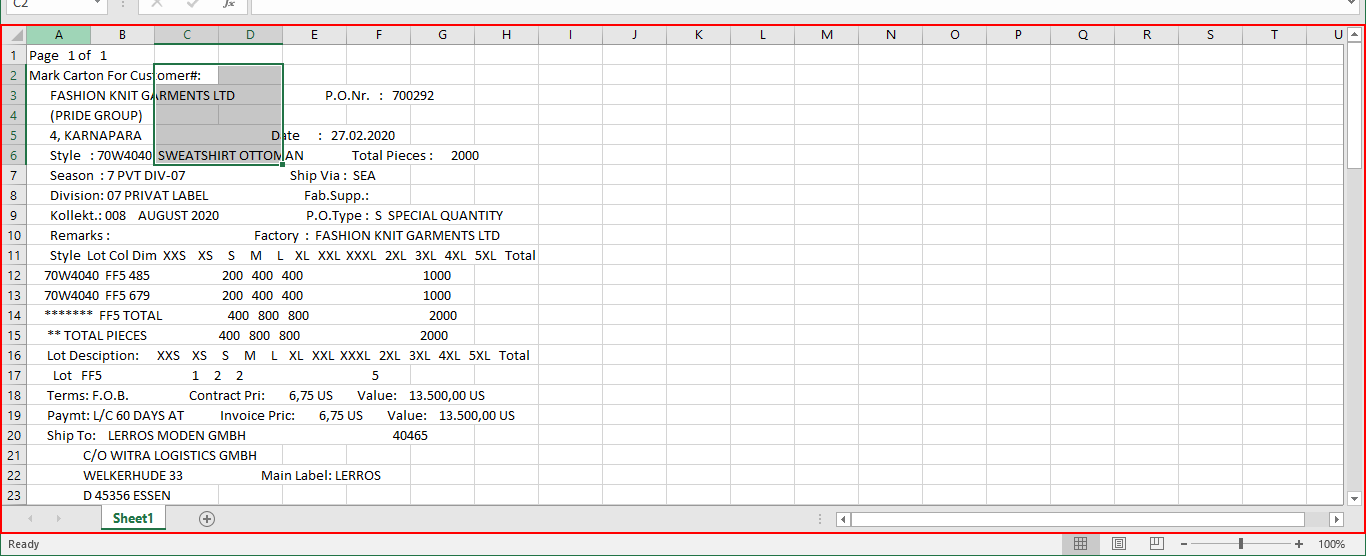 C2 fx
A B C D E F G H I J K L M N O P Q R S T U
1 Page 1 of 1
2 Mark Carton For Customer#:
3 FASHION KNIT GARMENTS LTD P.O.Nr. : 700292
4 (PRIDE GROUP)
5 4, KARNAPARA Date : 27.02.2020
6 Style : 70W4040 SWEATSHIRT OTTOMAN Total Pieces : 2000
7 Season : 7 PVT DIV-07 Ship Via : SEA
8 Division: 07 PRIVAT LABEL Fab.Supp.:
9 Kollekt.: 008 AUGUST 2020 P.O.Type : S SPECIAL QUANTITY
10 Remarks : Factory : FASHION KNIT GARMENTS LTD
11 Style Lot Col Dim XXS XS S M L XL XXL XXXL 2XL 3XL 4XL 5XL Total
12 70W4040 FF5 485 200 400 400 1000
13 70W4040 FF5 679 200 400 400 1000
14 ******* FF5 TOTAL 400 800 800 2000
15 ** TOTAL PIECES 400 800 800 2000
16 Lot Desciption: XXS XS S M L XL XXL XXXL 2XL 3XL 4XL 5XL Total
17 Lot FF5 1 2 2 5
18 Terms: F.O.B. Contract Pri: 6,75 US Value: 13.500,00 US
19 Paymt: L/C 60 DAYS AT Invoice Pric: 6,75 US Value: 13.500,00 US
20 Ship To: LERROS MODEN GMBH 40465
21 C/O WITRA LOGISTICS GMBH
22 WELKERHUDE 33 Main Label: LERROS
23 D 45356 ESSEN
Sheet1
Ready 100%